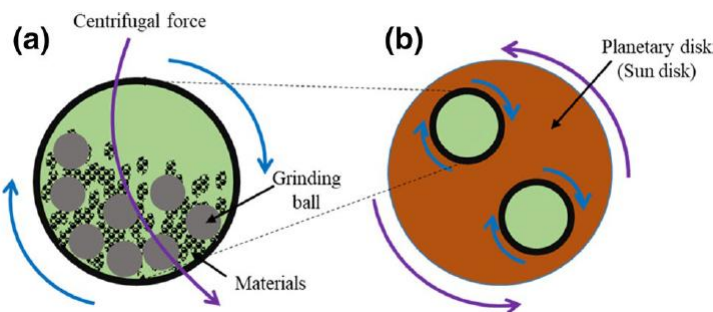 (a)
Centrifugal force
Grinding
ball
Materials
(b)
Planetary disk
(Sun disk)